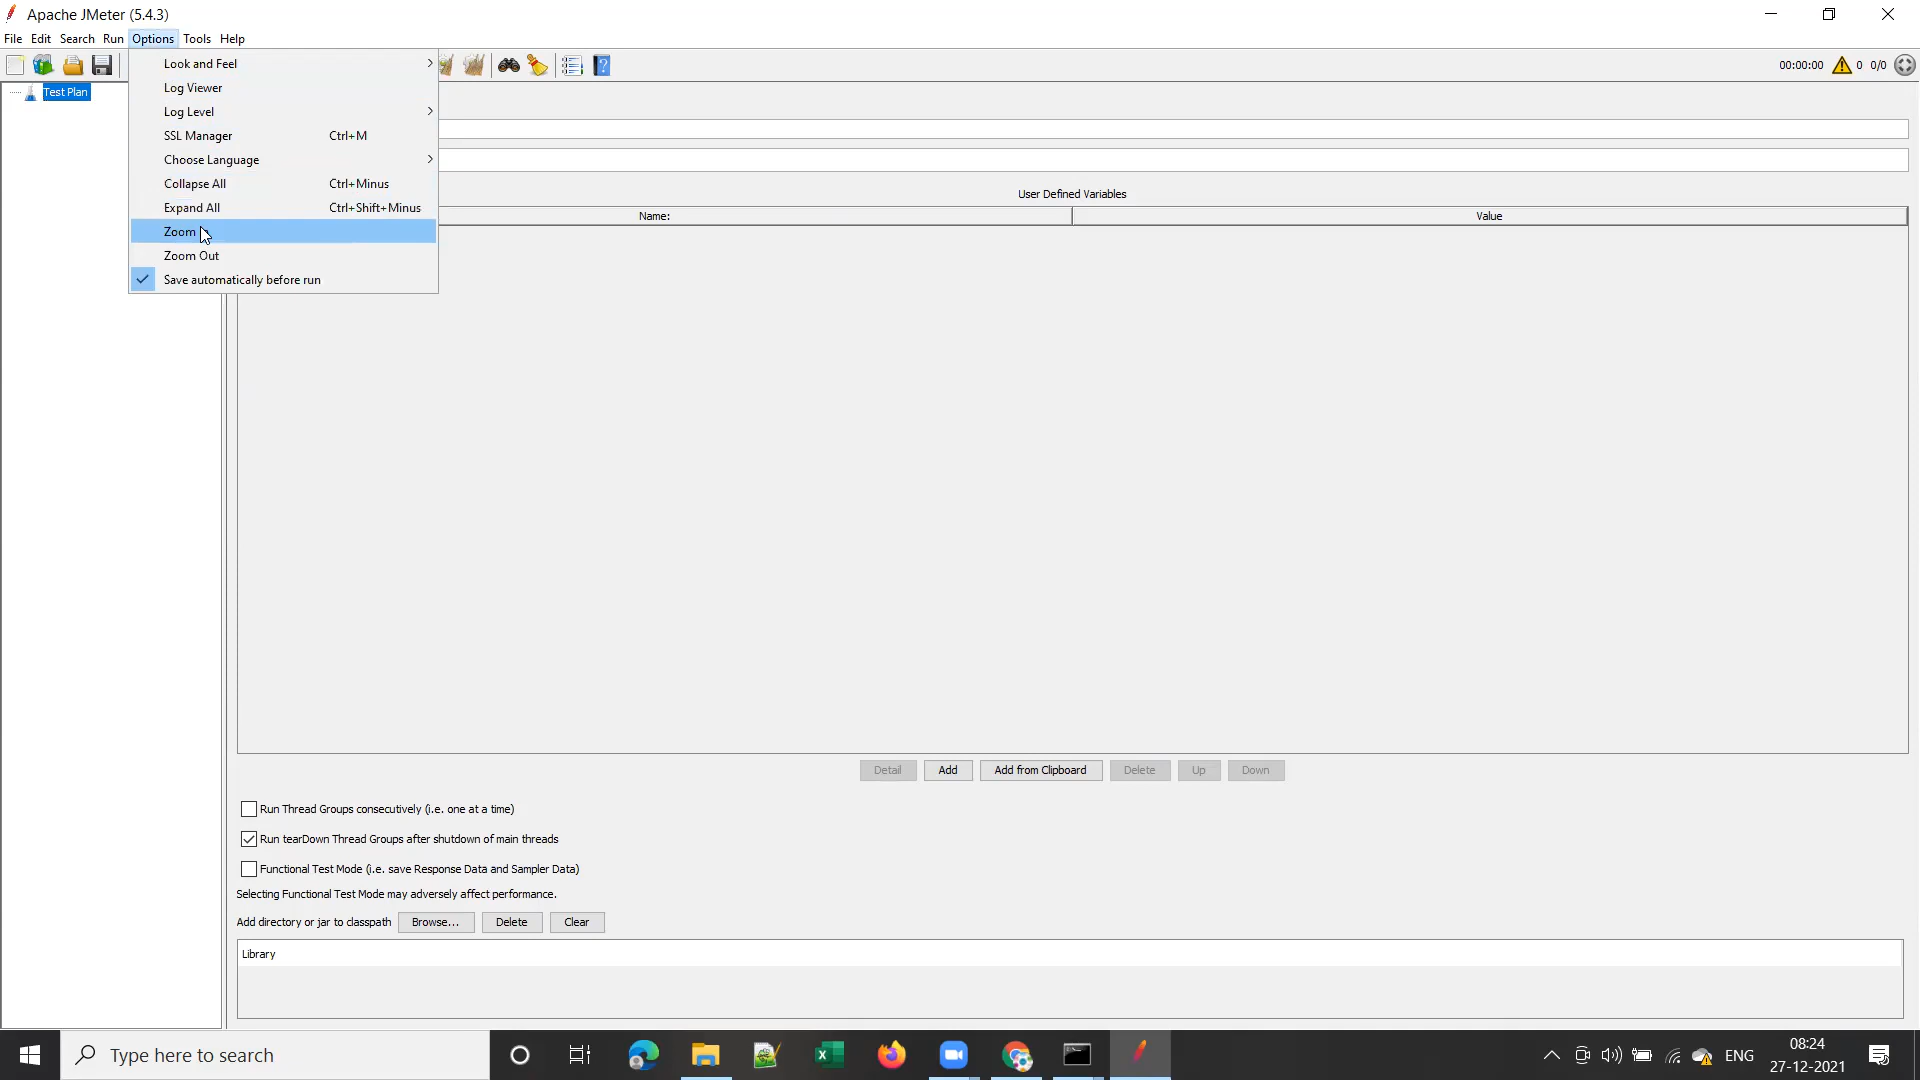 Apache JMeter (5.4.3)
File Edit Search Run Options Tools Help
00:00:00 0 0/0
Test Plan
Look and Feel
Log Viewer
Log Level
SSL Manager Ctrl+M
Choose Language
Collapse All Ctrl+Minus
Expand All Ctrl+Shift+Minus
Zoom
Zoom Out
Save automatically before run
User Defined Variables
Name: Value
Detail Add Add from Clipboard Delete Up Down
Run Thread Groups consecutively (i.e. one at a time)
Run tearDown Thread Groups after shutdown of main threads
Functional Test Mode (i.e. save Response Data and Sampler Data)
Selecting Functional Test Mode may adversely affect performance.
Add directory or jar to classpath Browse... Delete Clear
Library
Type here to search
ENG
08:24
27-12-2021